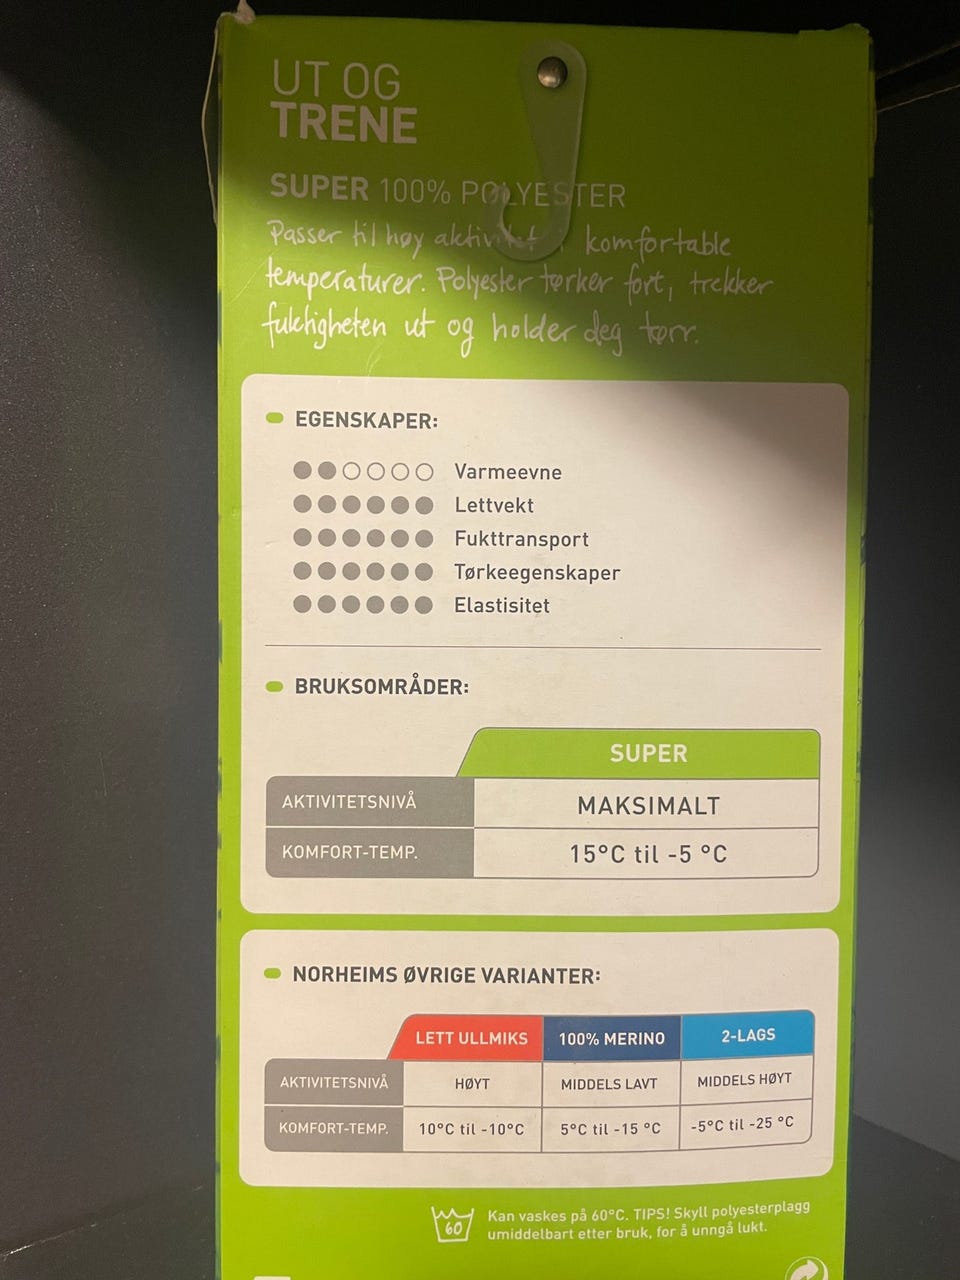 UT OG
TRENE
SUPER 100% POLYESTER
Passer til høy aktivitet i komfortable
temperaturer. Polyester tørker fort, trekker
fuktigheten ut og holder deg tørr.
EGENSKAPER:
Varmeevne
Lettvekt
Fukttransport
Tørkeegenskaper
Elastisitet
BRUKSOMRÅDER:
SUPER
AKTIVITETSNIVÅ MAKSIMALT
KOMFORT-TEMP. 15°C til -5 °C
NORHEIMS ØVRIGE VARIANTER:
LETT ULLMIKS 100% MERINO 2-LAGS
AKTIVITETSNIVÅ HØYT MIDDELS LAVT MIDDELS HØYT
KOMFORT-TEMP. 10°C til -10°C 5°C til -15 °C -5°C til -25 °C
60 Kan vaskes på 60°C. TIPS! Skyll polyesterplagg
umiddelbart etter bruk, for å unngå lukt.